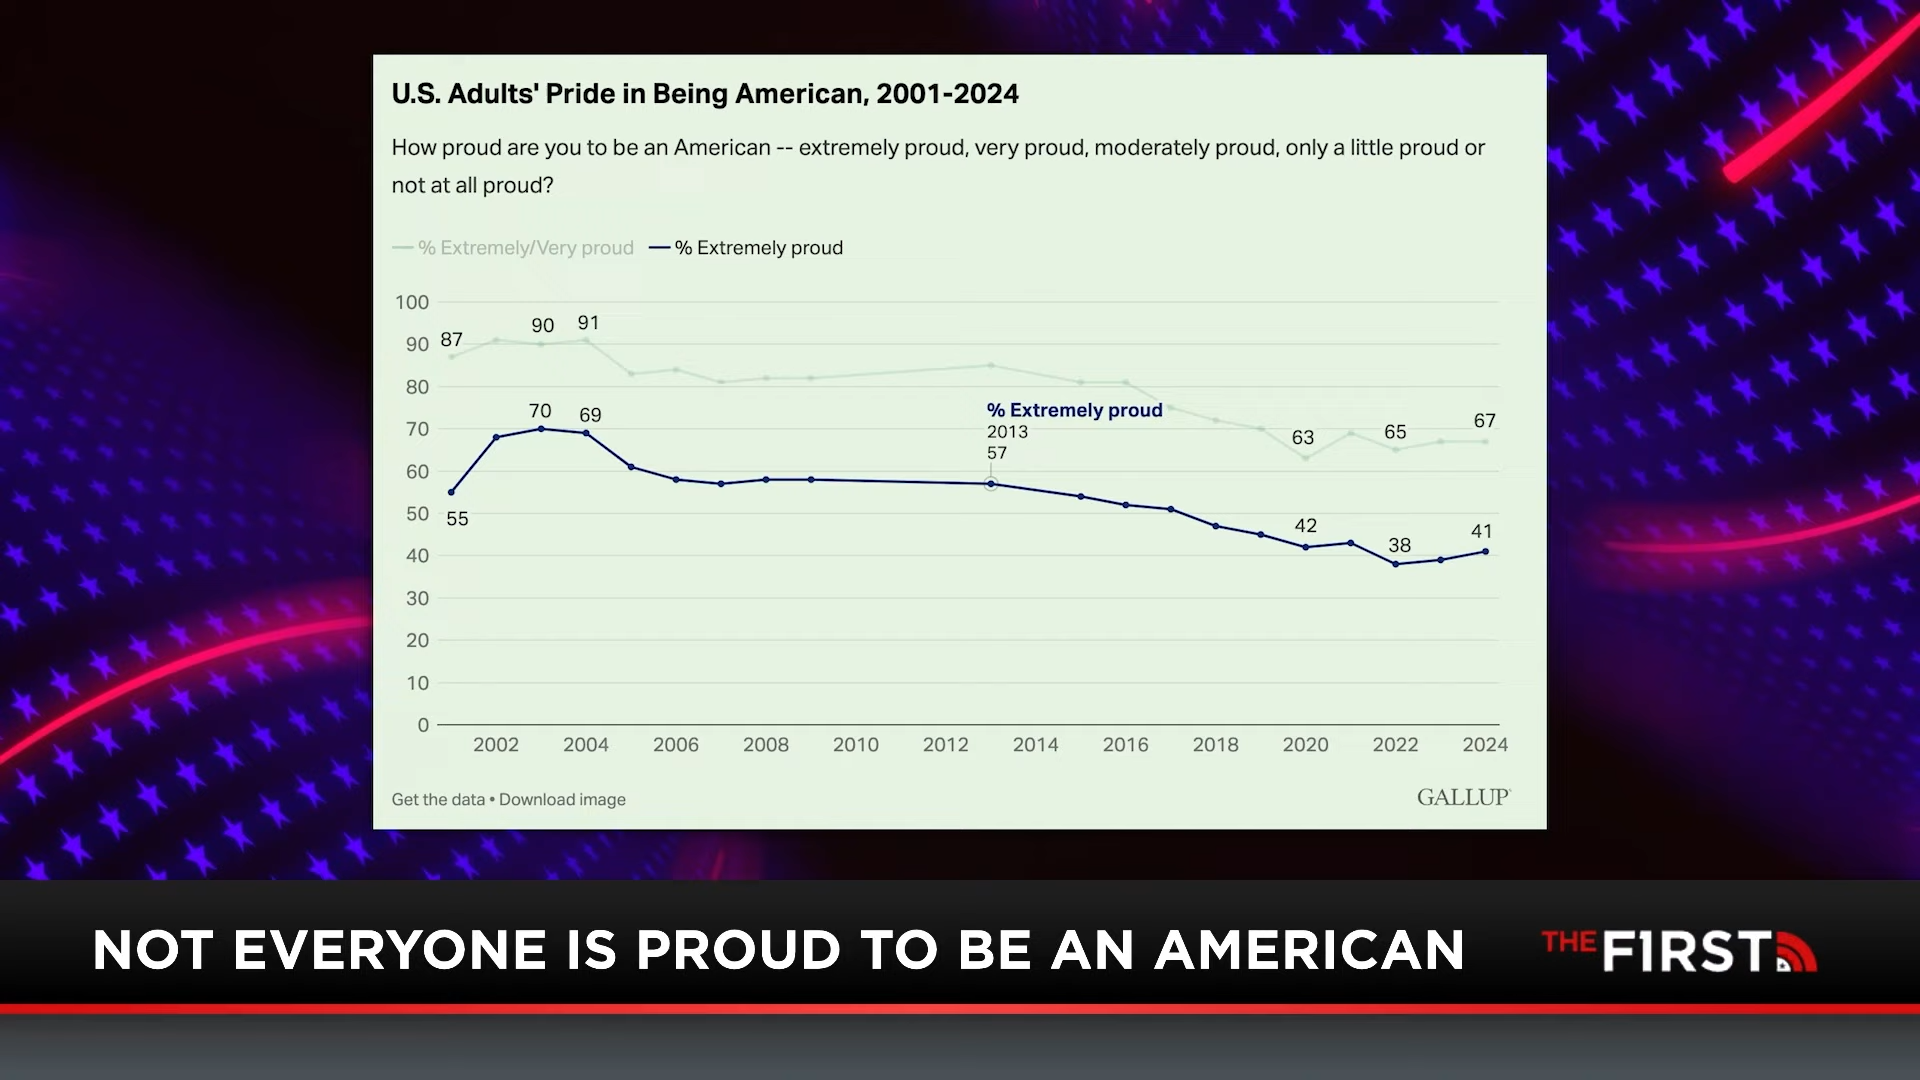 U.S. Adults' Pride in Being American, 2001-2024
How proud are you to be an American -- extremely proud, very proud, moderately proud, only a little proud or
not at all proud?
% Extremely/Very proud % Extremely proud
100
90
80
70
60
50
40
30
20
10
0
87
90
91
63
65
67
55
70
69
% Extremely proud
2013
57
42
38
41
2002 2004 2006 2008 2010 2012 2014 2016 2018 2020 2022 2024
Get the data • Download image
GALLUP
NOT EVERYONE IS PROUD TO BE AN AMERICAN
THE FIRST